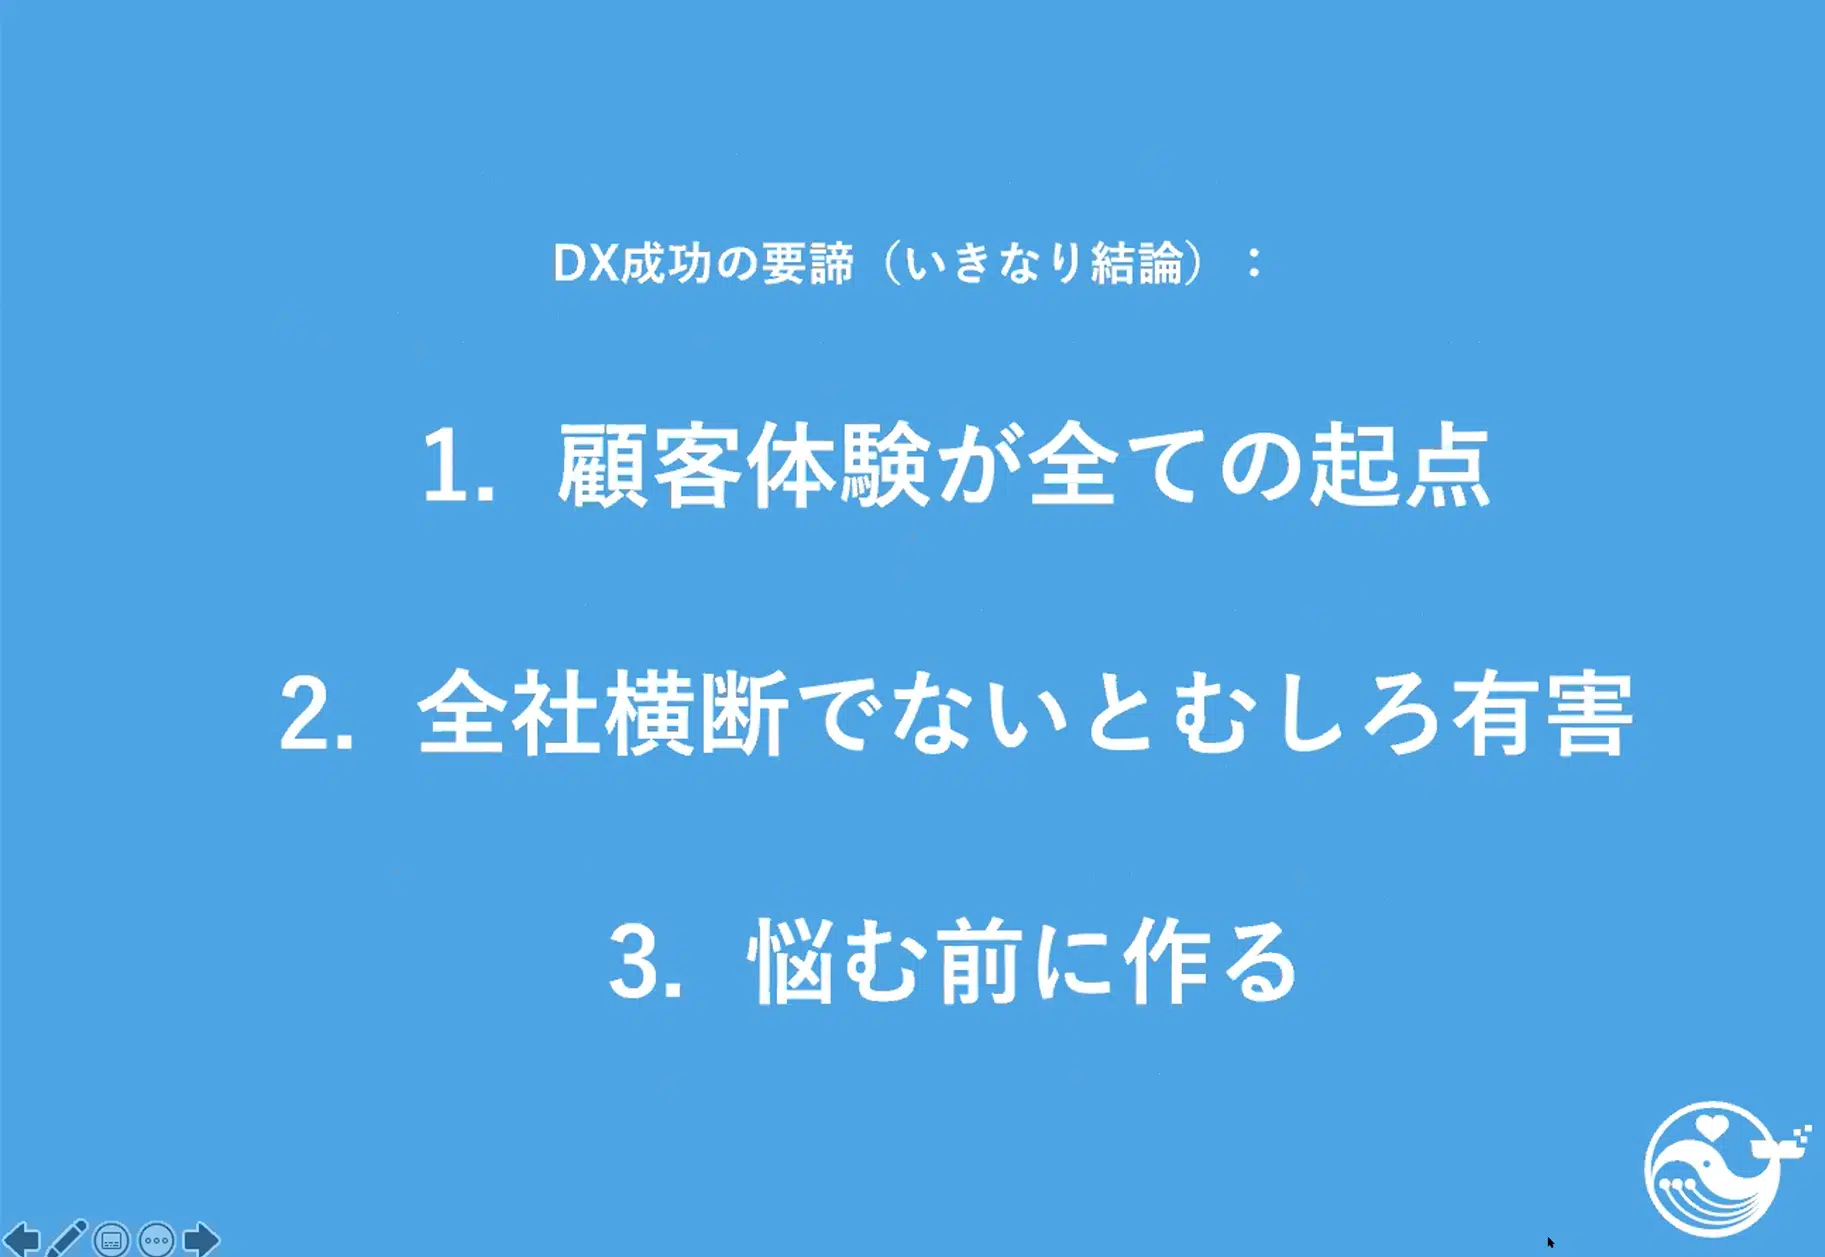 DX成功の要諦（いきなり結論）：
1. 顧客体験が全ての起点
2. 全社横断でないとむしろ有害
3. 悩む前に作る